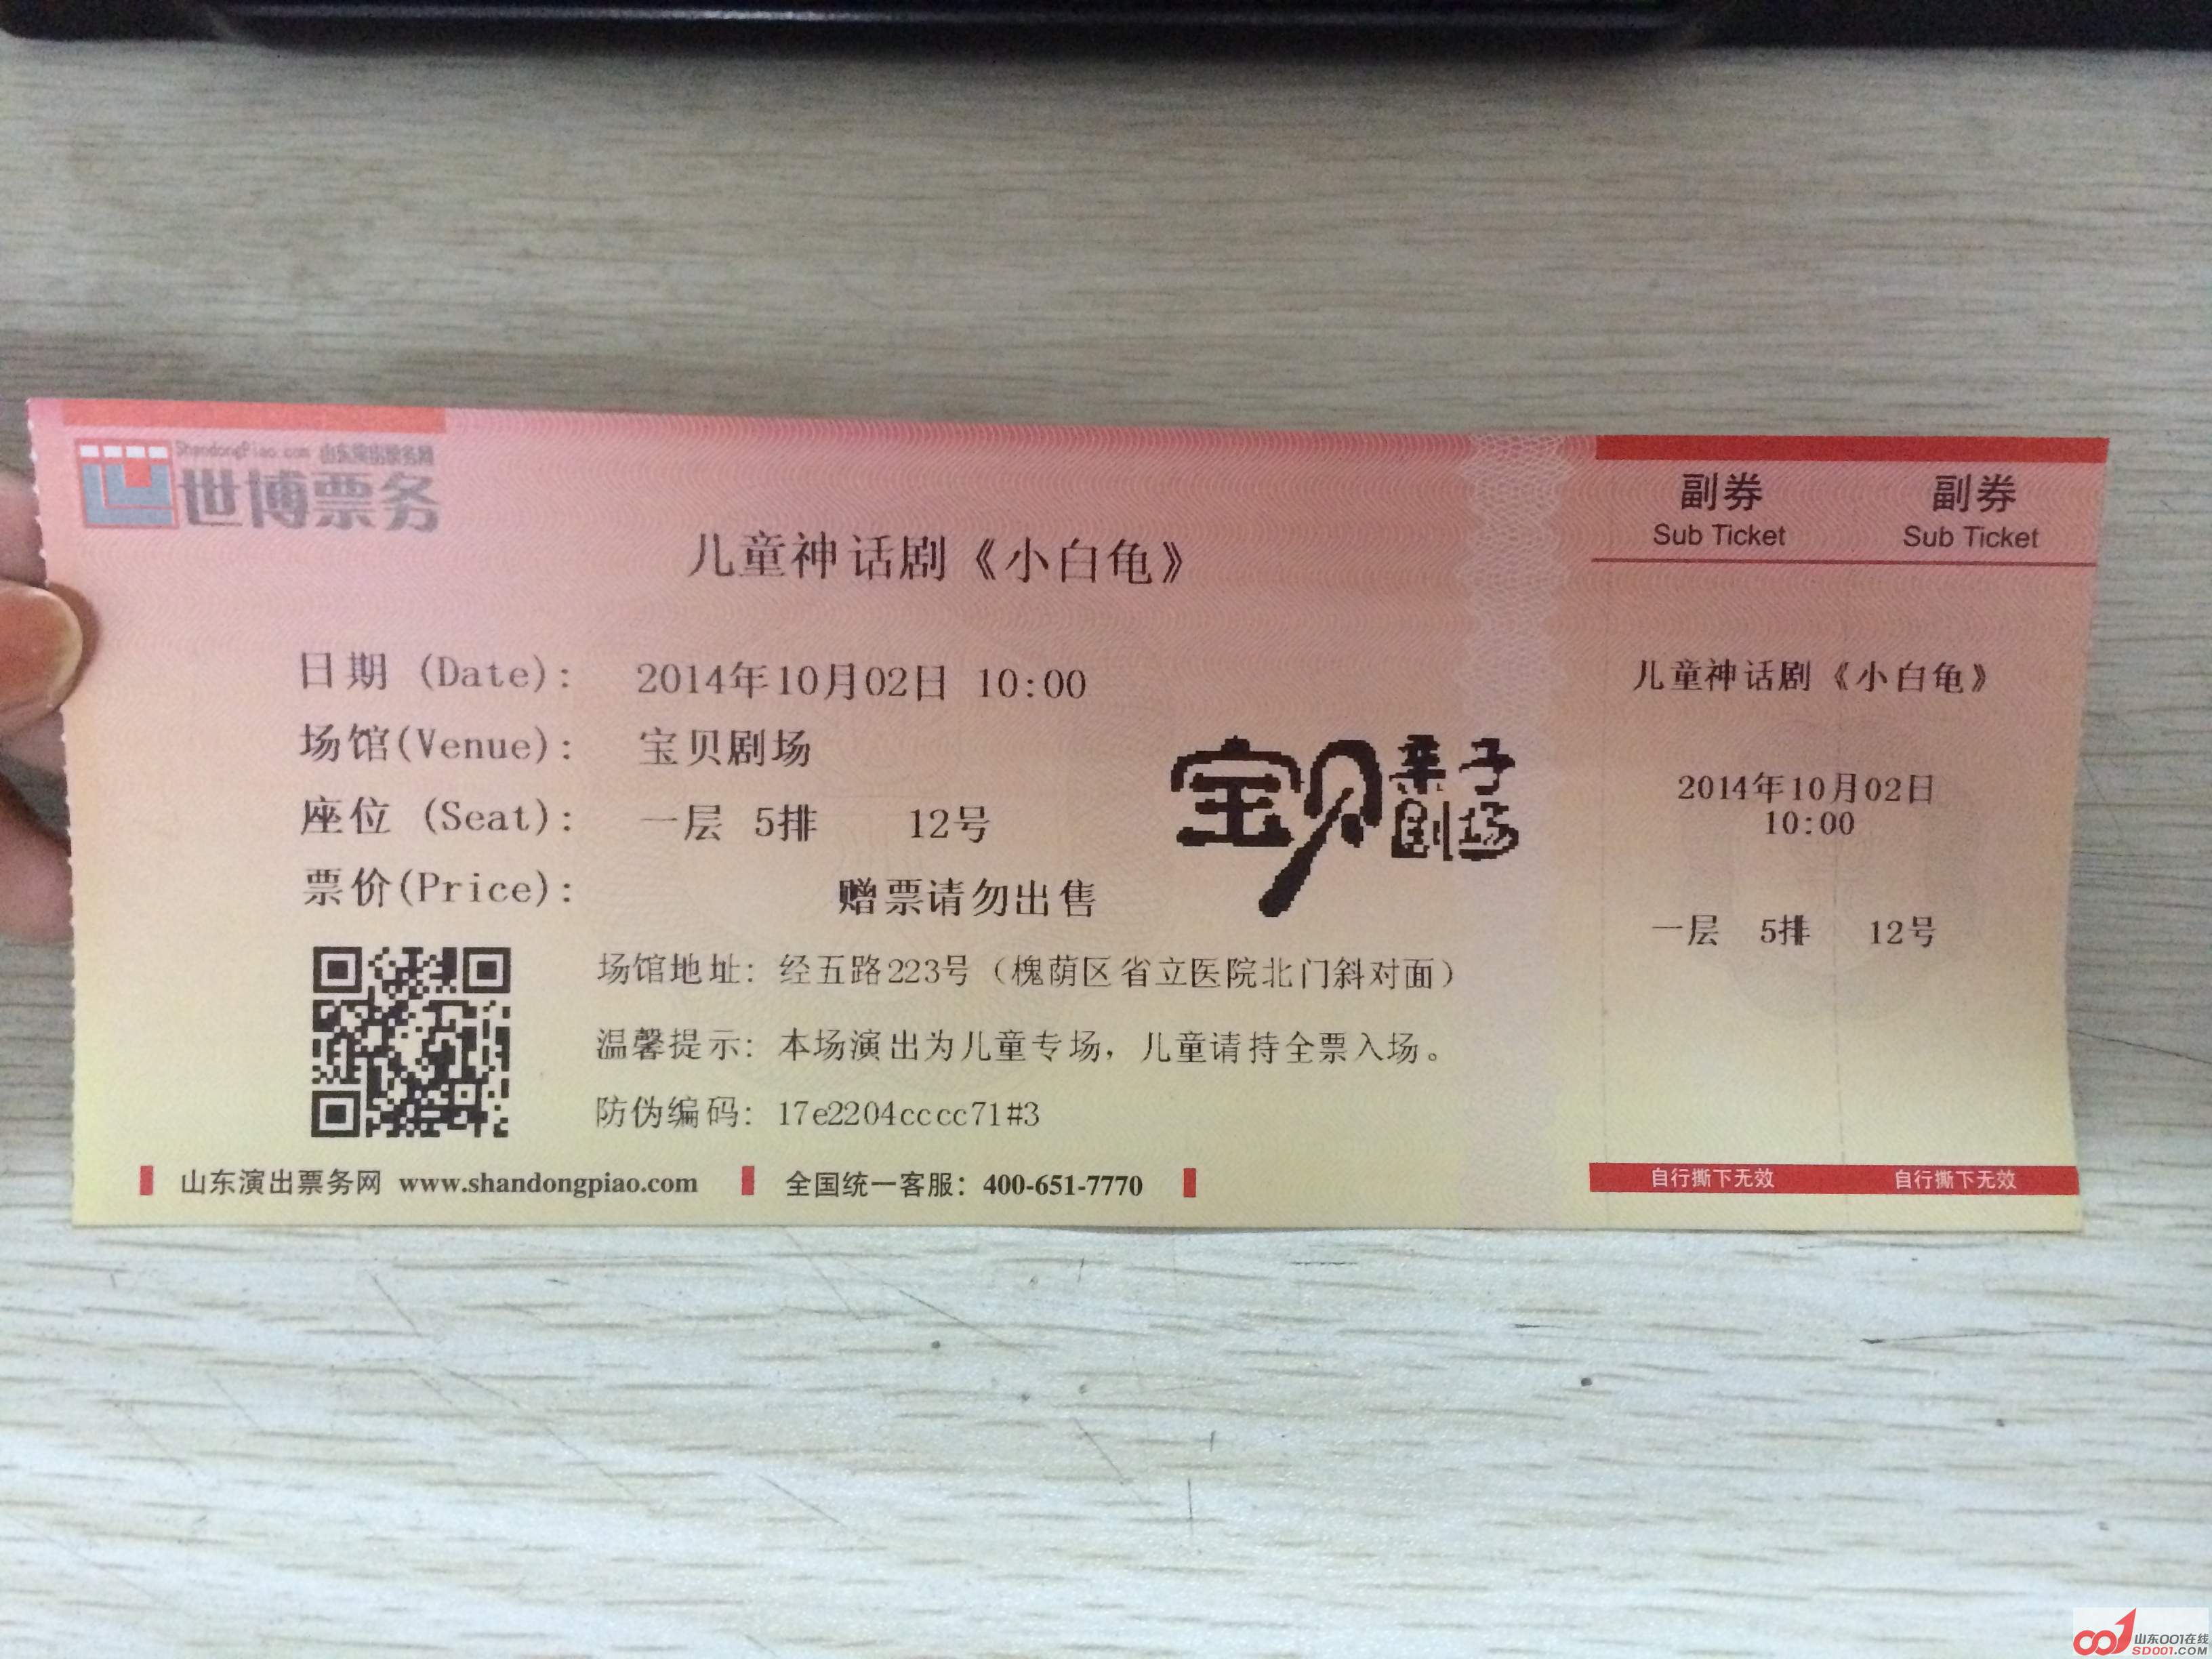 ShandongPiao.com 山东演出票务网
世博票务
儿童神话剧《小白龟》
日期 (Date): 2014年10月02日 10:00
场馆(Venue): 宝贝剧场
座位 (Seat): 一层 5排 12号
票价(Price): 赠票请勿出售
宝贝亲子剧场
场馆地址: 经五路223号（槐荫区省立医院北门斜对面）
温馨提示: 本场演出为儿童专场，儿童请持全票入场。
防伪编码: 17e2204cccc71#3
山东演出票务网 www.shandongpiao.com 全国统一客服：400-651-7770
副券 副券
Sub Ticket Sub Ticket
儿童神话剧《小白龟》
2014年10月02日
10:00
一层 5排 12号
自行撕下无效 自行撕下无效
001 山东001在线
SD001.COM